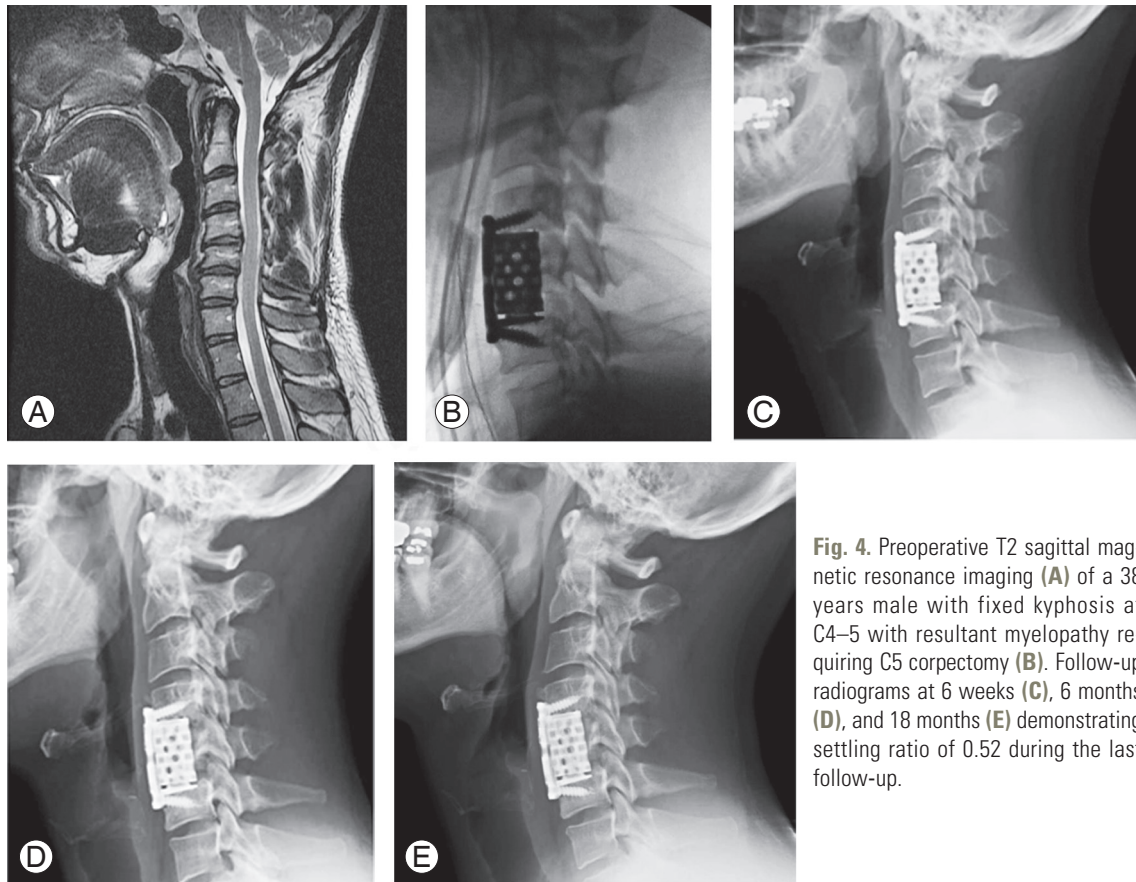 A
B
C
D
E
Fig. 4. Preoperative T2 sagittal mag
netic resonance imaging (A) of a 38
years male with fixed kyphosis at
C4–5 with resultant myelopathy re
quiring C5 corpectomy (B). Follow-up
radiograms at 6 weeks (C), 6 months
(D), and 18 months (E) demonstrating
settling ratio of 0.52 during the last
follow-up.